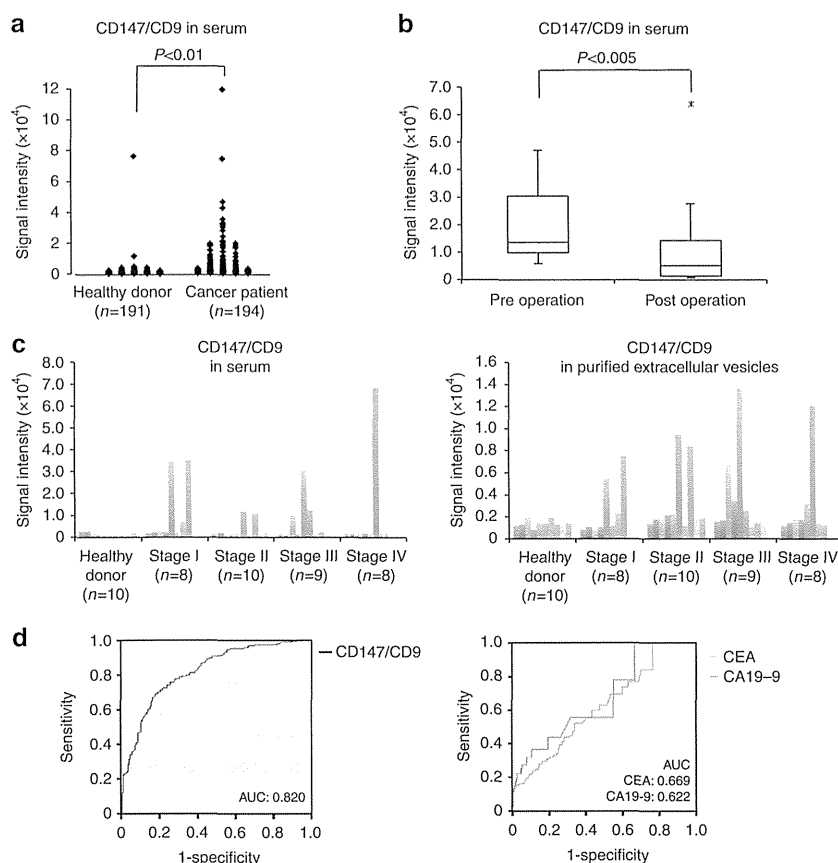 a
CD147/CD9 in serum
P<0.01
Signal intensity (×10⁴)
12
10
8
6
4
2
0
Healthy donor
(n=191)
Cancer patient
(n=194)
b
CD147/CD9 in serum
P<0.005
Signal intensity (×10⁴)
7.0
6.0
5.0
4.0
3.0
2.0
1.0
0
Pre operation
Post operation
c
CD147/CD9
in serum
Signal intensity (×10⁴)
8.0
7.0
6.0
5.0
4.0
3.0
2.0
1.0
0
Healthy
donor
(n=10)
Stage I
(n=8)
Stage II
(n=10)
Stage III
(n=9)
Stage IV
(n=8)
CD147/CD9
in purified extracellular vesicles
Signal intensity (×10⁴)
1.6
1.4
1.2
1.0
0.8
0.6
0.4
0.2
0
Healthy
donor
(n=10)
Stage I
(n=8)
Stage II
(n=10)
Stage III
(n=9)
Stage IV
(n=8)
d
Sensitivity
1.0
0.8
0.6
0.4
0.2
0
0.2
0.4
0.6
0.8
1.0
1-specificity
CD147/CD9
AUC: 0.820
Sensitivity
1.0
0.8
0.6
0.4
0.2
0
0
0.2
0.4
0.6
0.8
1.0
1-specificity
CEA
CA19–9
AUC
CEA: 0.669
CA19-9: 0.622